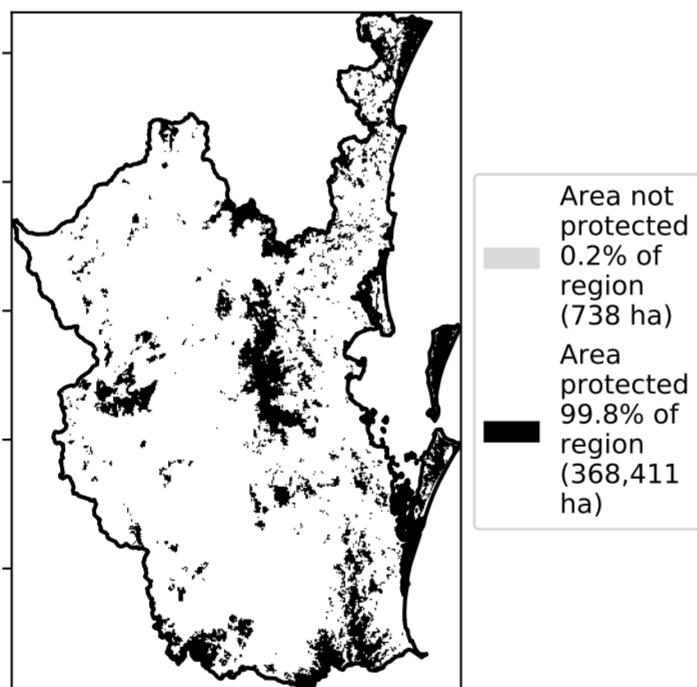 Area not
protected
0.2% of
region
(738 ha)
Area
protected
99.8% of
region
(368,411
ha)